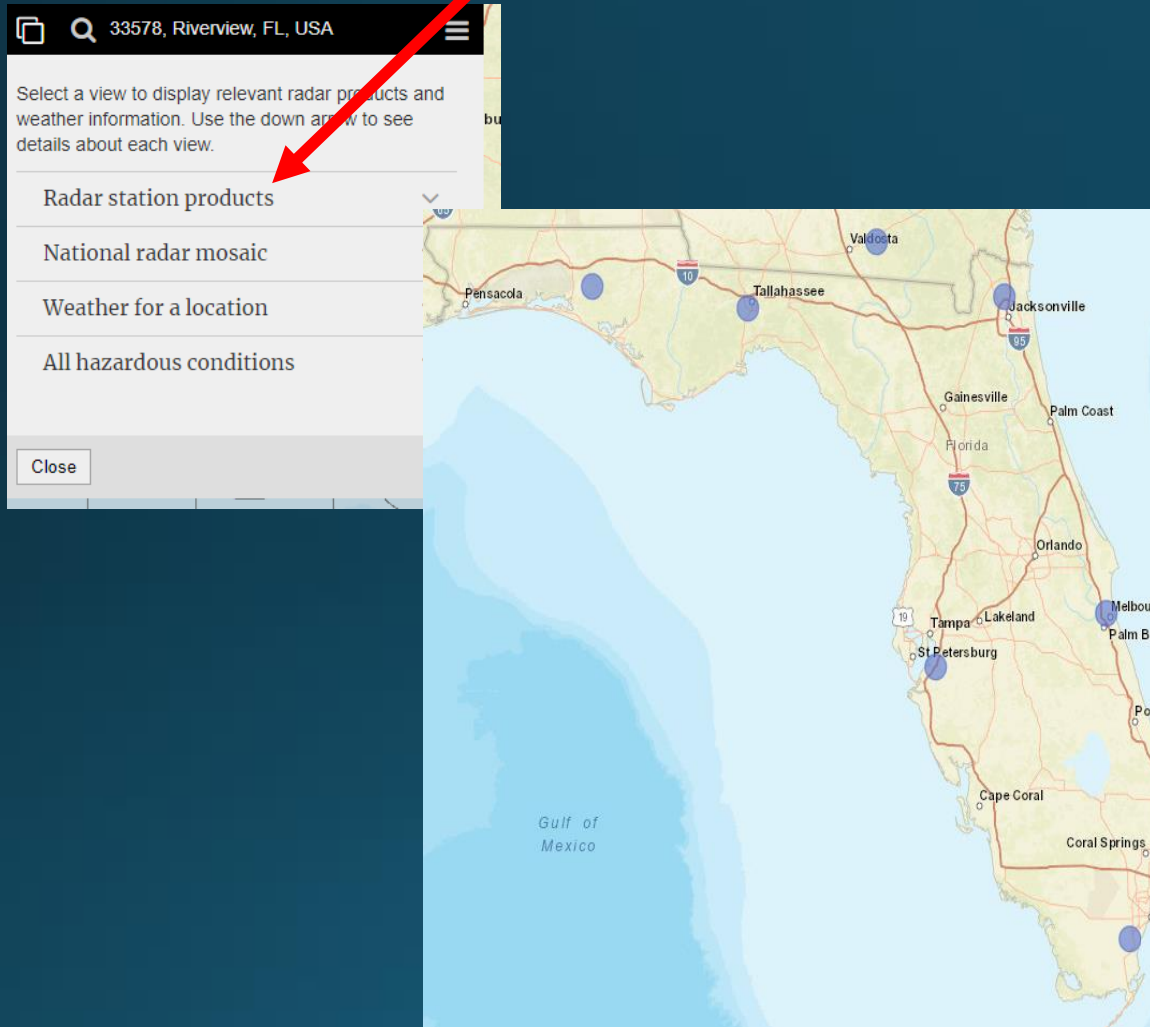 33578, Riverview, FL, USA
Select a view to display relevant radar products and
weather information. Use the down arrow to see
details about each view.
Radar station products
National radar mosaic
Weather for a location
All hazardous conditions
Close
bu
Valdosta
Pensacola
10
Tallahassee
Jacksonville
95
Gainesville
Palm Coast
Florida
75
Orlando
Melbou
19
Tampa
Lakeland
Palm B
St Petersburg
Po
Cape Coral
Gulf of
Mexico
Coral Springs